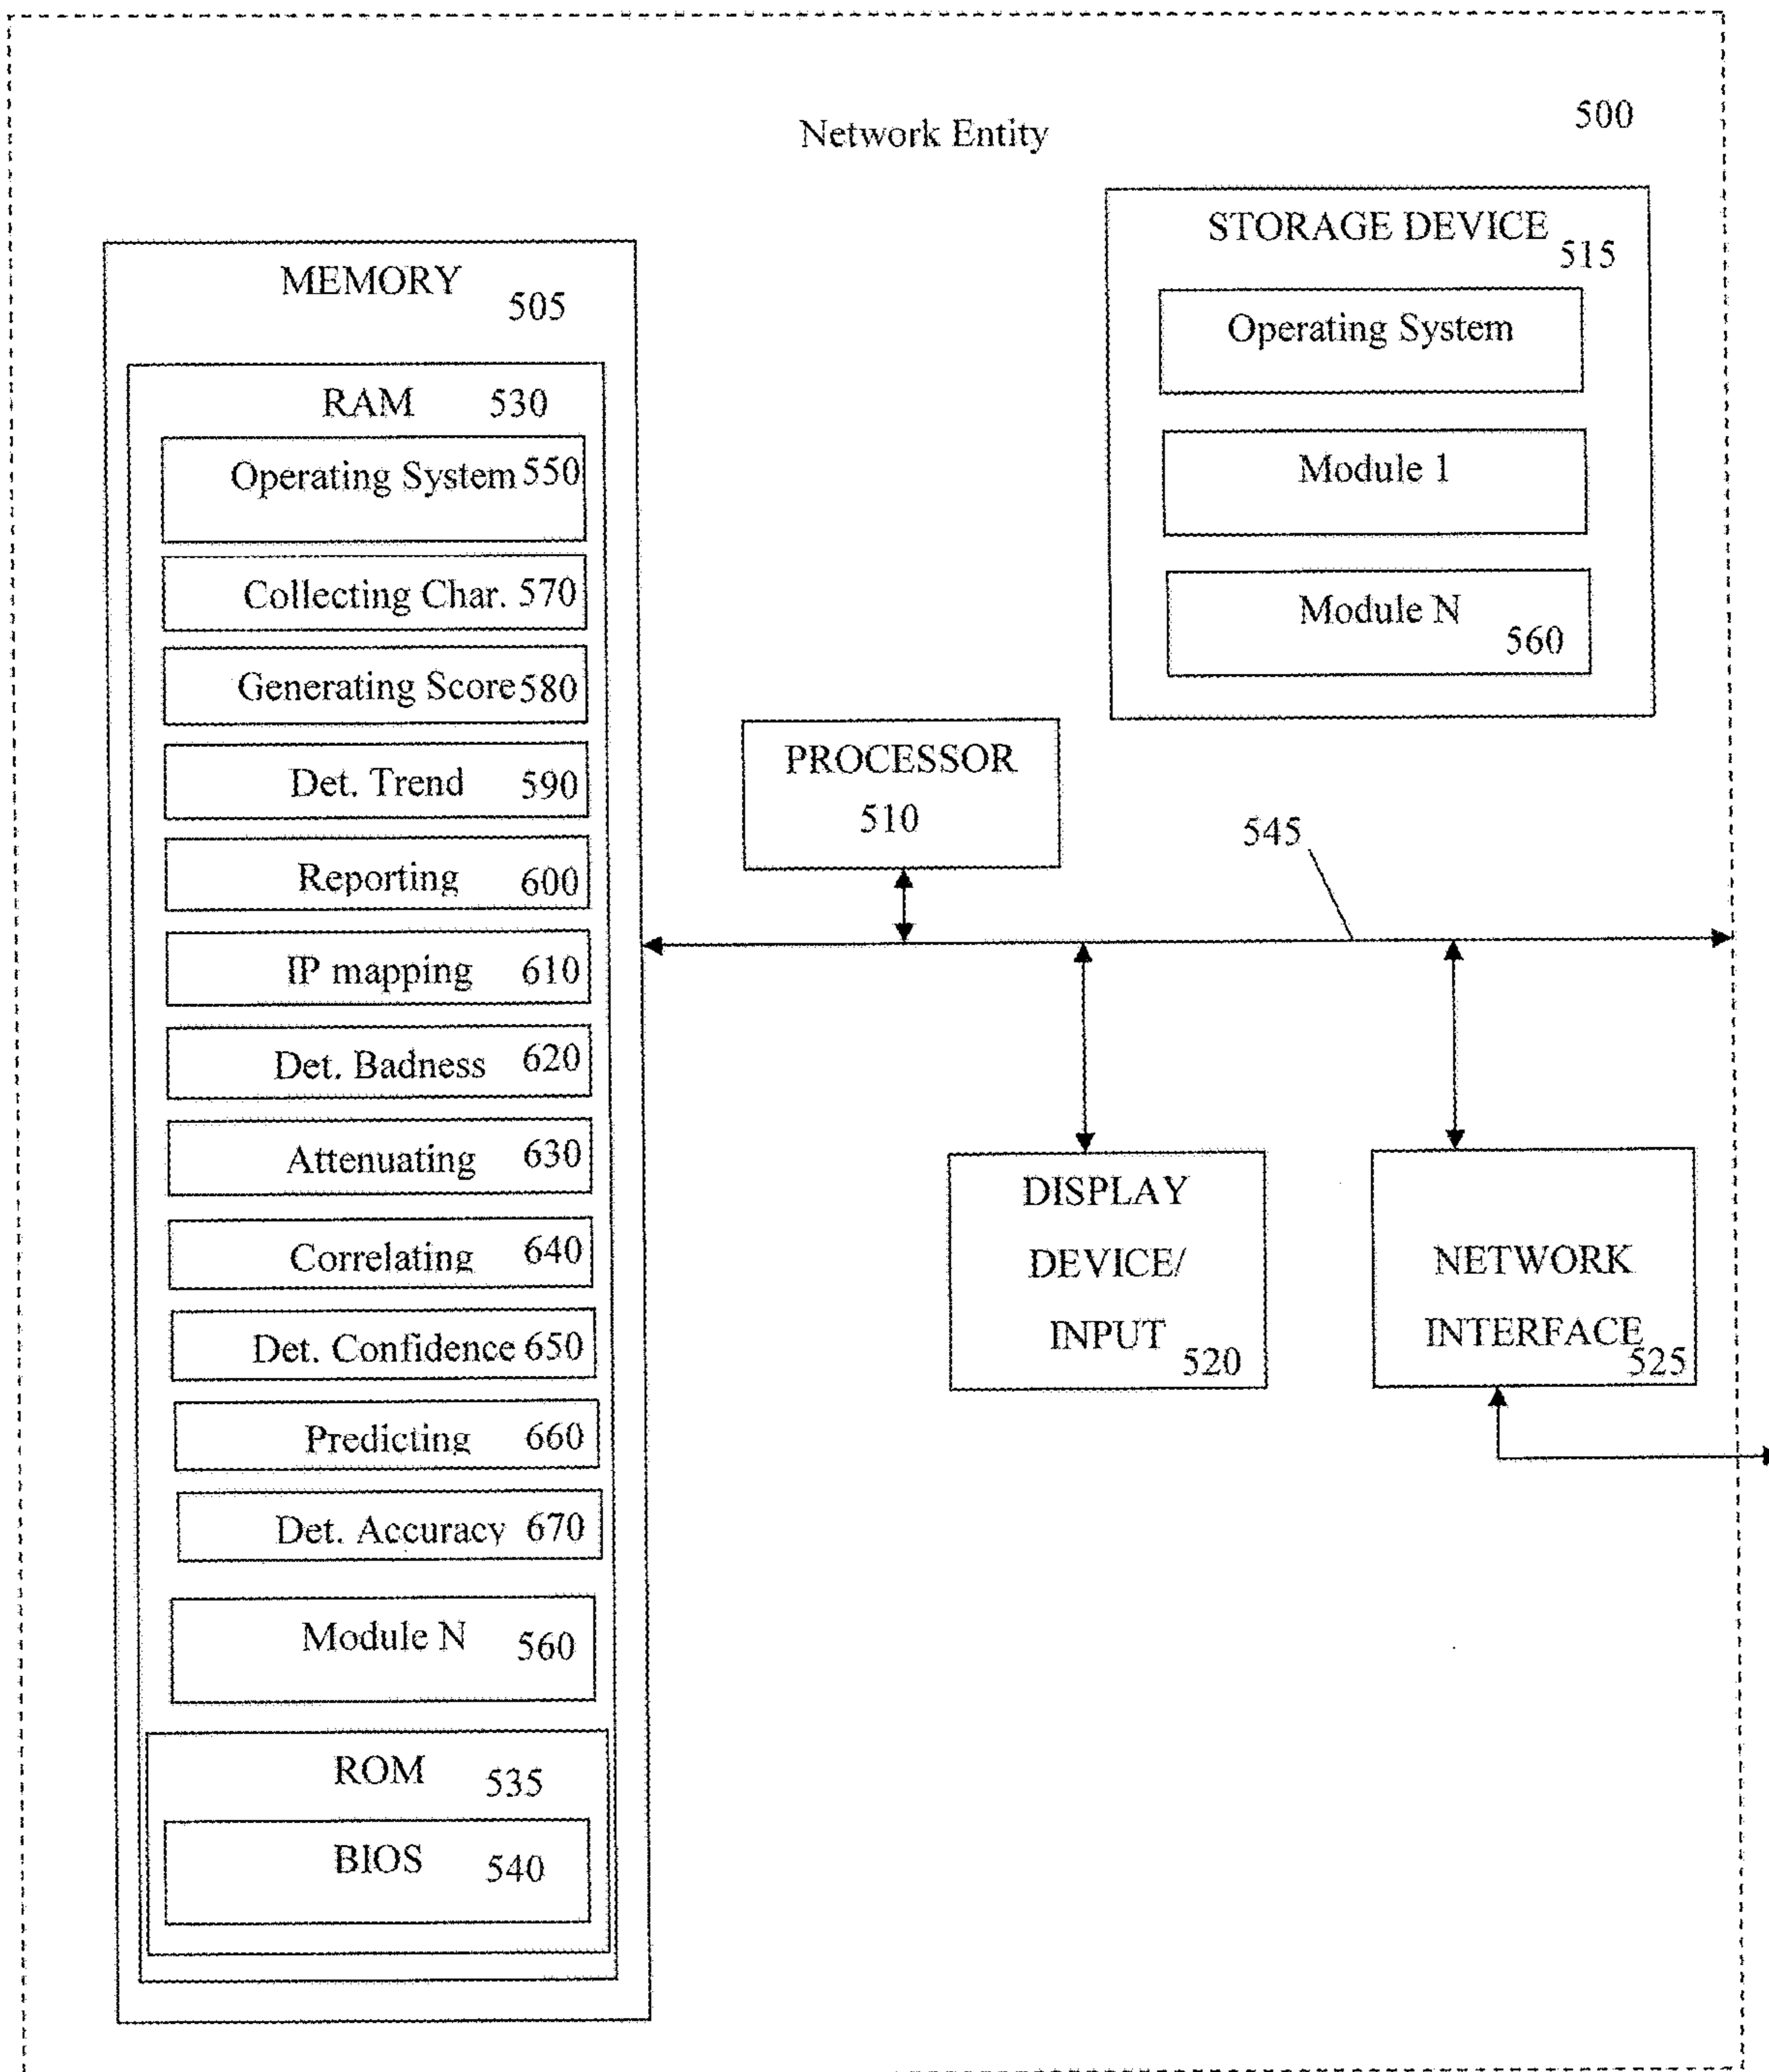 Network Entity
500
MEMORY
505
RAM 530
Operating System 550
Collecting Char. 570
Generating Score 580
Det. Trend 590
Reporting 600
IP mapping 610
Det. Badness 620
Attenuating 630
Correlating 640
Det. Confidence 650
Predicting 660
Det. Accuracy 670
Module N 560
ROM 535
BIOS 540
STORAGE DEVICE
515
Operating System
Module 1
Module N
560
PROCESSOR
510
545
DISPLAY
DEVICE/
INPUT
520
NETWORK
INTERFACE
525